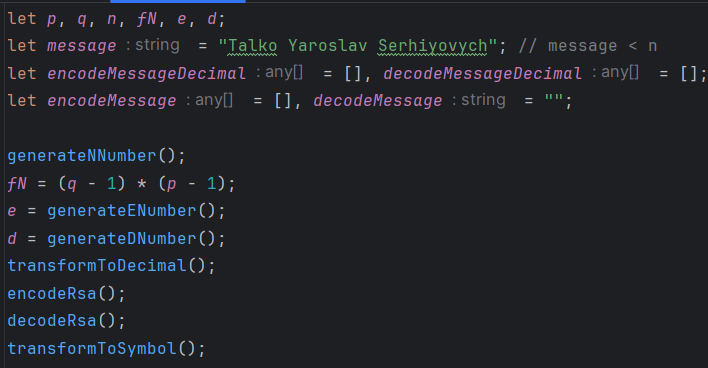 let p, q, n, fN, e, d;
let message : string = "Talko Yaroslav Serhiyovych"; // message < n
let encodeMessageDecimal : any[] = [], decodeMessageDecimal : any[] = [];
let encodeMessage : any[] = [], decodeMessage : string = "";
generateNNumber();
fN = (q - 1) * (p - 1);
e = generateENumber();
d = generateDNumber();
transformToDecimal();
encodeRsa();
decodeRsa();
transformToSymbol();